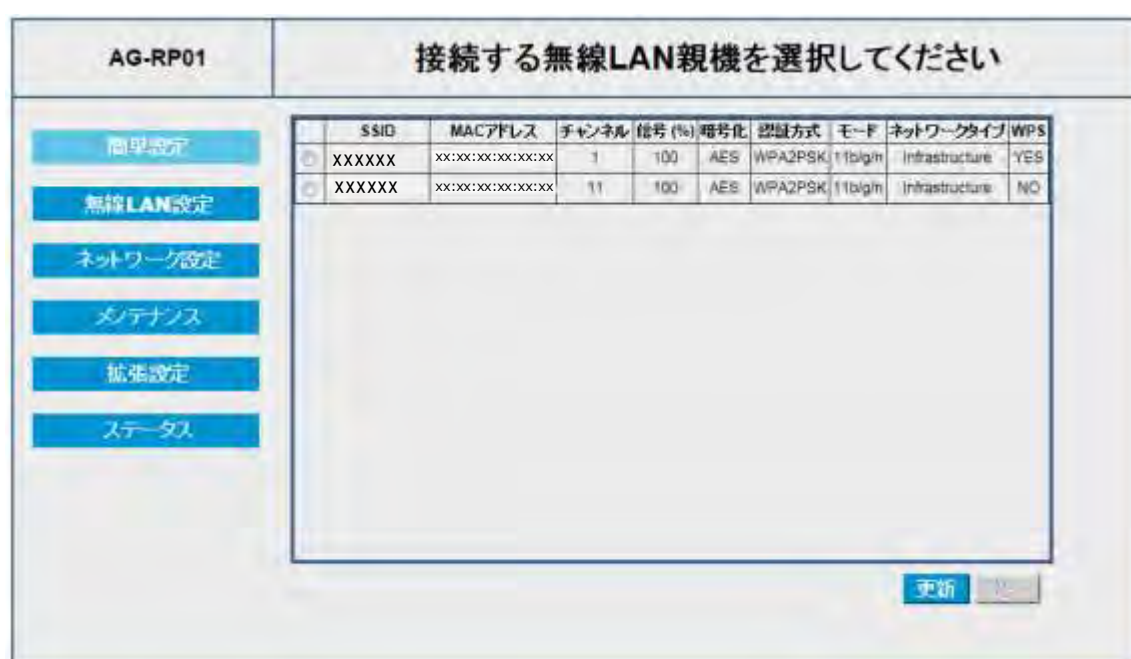 AG-RP01
接続する無線LAN親機を選択してください
簡単設定
無線LAN設定
ネットワーク設定
メンテナンス
拡張設定
ステータス
SSID MACアドレス チャンネル 信号 (%) 暗号化 認証方式 モード ネットワークタイプ WPS
XXXXXX xx:xx:xx:xx:xx:xx 1 100 AES WPA2PSK 11b/g/n Infrastructure YES
XXXXXX xx:xx:xx:xx:xx:xx 11 100 AES WPA2PSK 11b/g/n Infrastructure NO
更新